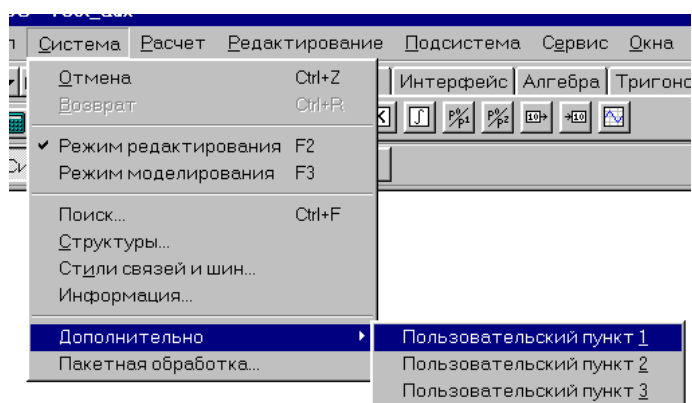 Система Расчет Редактирование Подсистема Сервис Окна
Отмена Ctrl+Z
Возврат Ctrl+R
Интерфейс Алгебра
Режим редактирования F2
Режим моделирования F3
Поиск... Ctrl+F
Структуры...
Стили связей и шин...
Информация...
Дополнительно
Пакетная обработка...
Пользовательский пункт 1
Пользовательский пункт 2
Пользовательский пункт 3